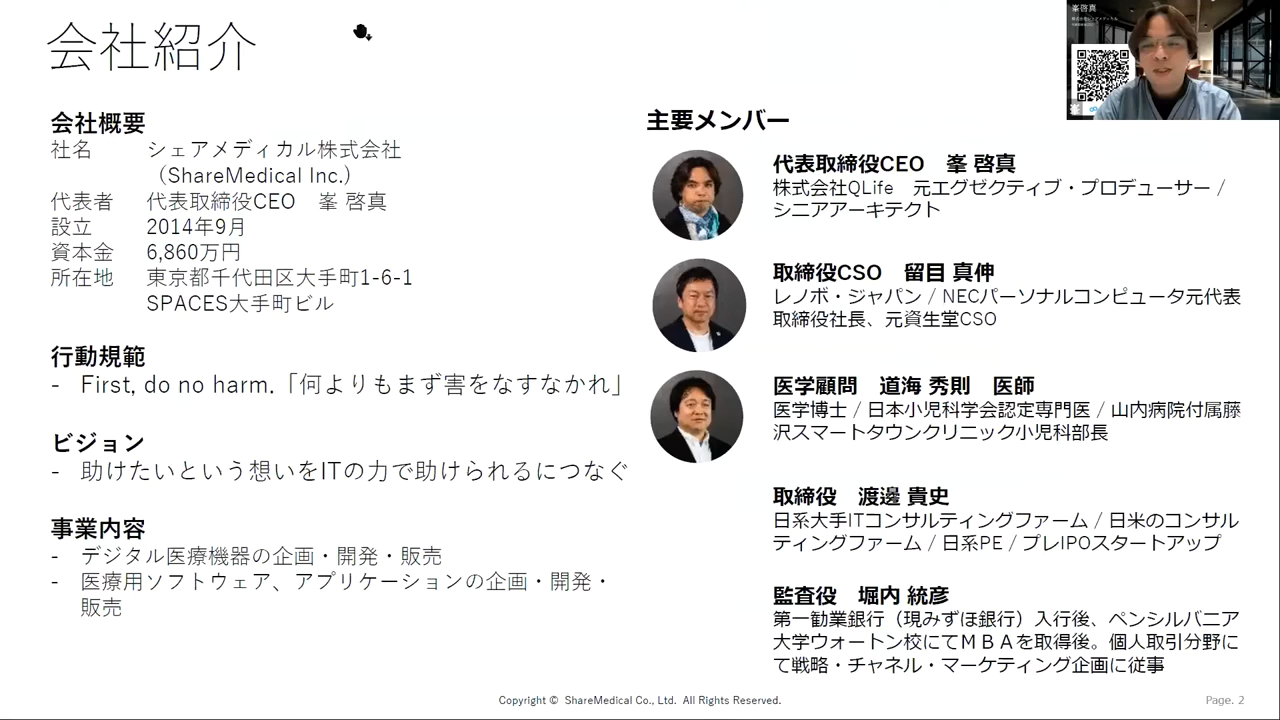 会社紹介
会社概要
社名 シェアメディカル株式会社
（ShareMedical Inc.）
代表者 代表取締役CEO 峯 啓真
設立 2014年9月
資本金 6,860万円
所在地 東京都千代田区大手町1-6-1
SPACES大手町ビル
行動規範
- First, do no harm.「何よりもまず害をなすなかれ」
ビジョン
- 助けたいという想いをITの力で助けられるにつなぐ
事業内容
- デジタル医療機器の企画・開発・販売
- 医療用ソフトウェア、アプリケーションの企画・開発・
販売
主要メンバー
代表取締役CEO 峯 啓真
株式会社QLife 元エグゼクティブ・プロデューサー /
シニアアーキテクト
取締役CSO 留目 真伸
レノボ・ジャパン / NECパーソナルコンピュータ元代表
取締役社長、元資生堂CSO
医学顧問 道海 秀則 医師
医学博士 / 日本小児科学会認定専門医 / 山内病院付属藤
沢スマートタウンクリニック小児科部長
取締役 渡邊 貴史
日系大手ITコンサルティングファーム / 日米のコンサル
ティングファーム / 日系PE / プレIPOスタートアップ
監査役 堀内 統彦
第一勧業銀行（現みずほ銀行）入行後、ペンシルバニア
大学ウォートン校にてＭＢＡを取得後。個人取引分野に
て戦略・チャネル・マーケティング企画に従事
峯啓真
Copyright © ShareMedical Co., Ltd. All Rights Reserved.
Page. 2